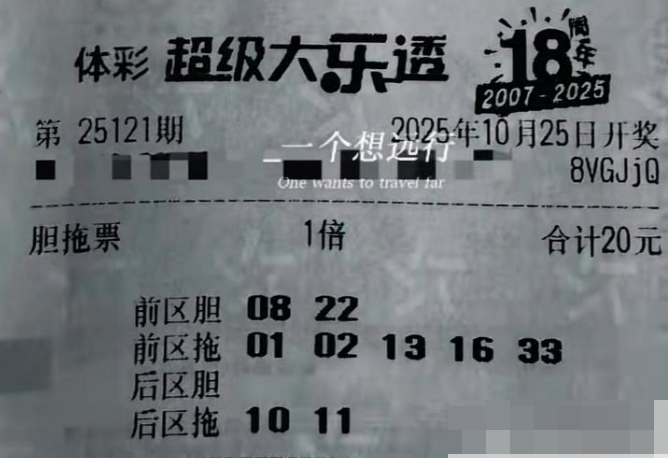 体彩 超级大乐透 18周年
2007-2025
第 25121期 2025年10月25日开奖
_一个想远行
8VGJjQ
One wants to travel far
胆拖票 1倍 合计20元
前区胆 08 22
前区拖 01 02 13 16 33
后区胆
后区拖 10 11